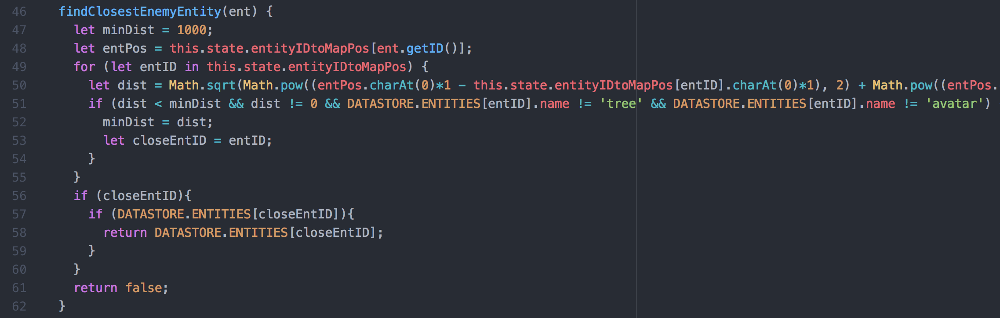 46 findClosestEnemyEntity(ent) {
47 let minDist = 1000;
48 let entPos = this.state.entityIDtoMapPos[ent.getID()];
49 for (let entID in this.state.entityIDtoMapPos) {
50 let dist = Math.sqrt(Math.pow((entPos.charAt(0)*1 - this.state.entityIDtoMapPos[entID].charAt(0)*1), 2) + Math.pow((entPos.
51 if (dist < minDist && dist != 0 && DATASTORE.ENTITIES[entID].name != 'tree' && DATASTORE.ENTITIES[entID].name != 'avatar')
52 minDist = dist;
53 let closeEntID = entID;
54 }
55 }
56 if (closeEntID){
57 if (DATASTORE.ENTITIES[closeEntID]){
58 return DATASTORE.ENTITIES[closeEntID];
59 }
60 }
61 return false;
62 }